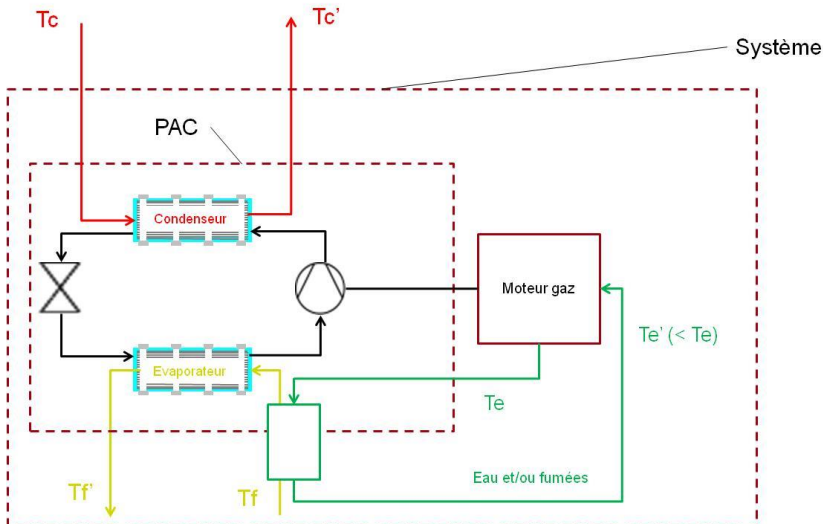 Tc
Tc’
Système
PAC
Condenseur
Moteur gaz
Te’ (< Te)
Evaporateur
Te
Eau et/ou fumées
Tf’
Tf